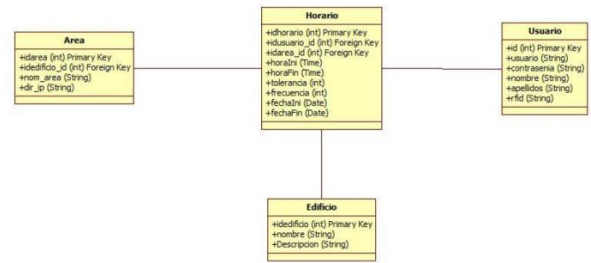 Area
+idarea (int) Primary Key
+idedificio_id (int) Foreign Key
+nom_area (String)
+dir_ip (String)
Horario
+idhorario (int) Primary Key
+idusuario_id (int) Foreign Key
+idarea_id (int) Foreign Key
+horaIni (Time)
+horaFin (Time)
+tolerancia (int)
+frecuencia (int)
+fechaIni (Date)
+fechaFin (Date)
Usuario
+id (int) Primary Key
+usuario (String)
+contrasenia (String)
+nombre (String)
+apellidos (String)
+rfid (String)
Edificio
+idedificio (int) Primary Key
+nombre (String)
+Descripcion (String)